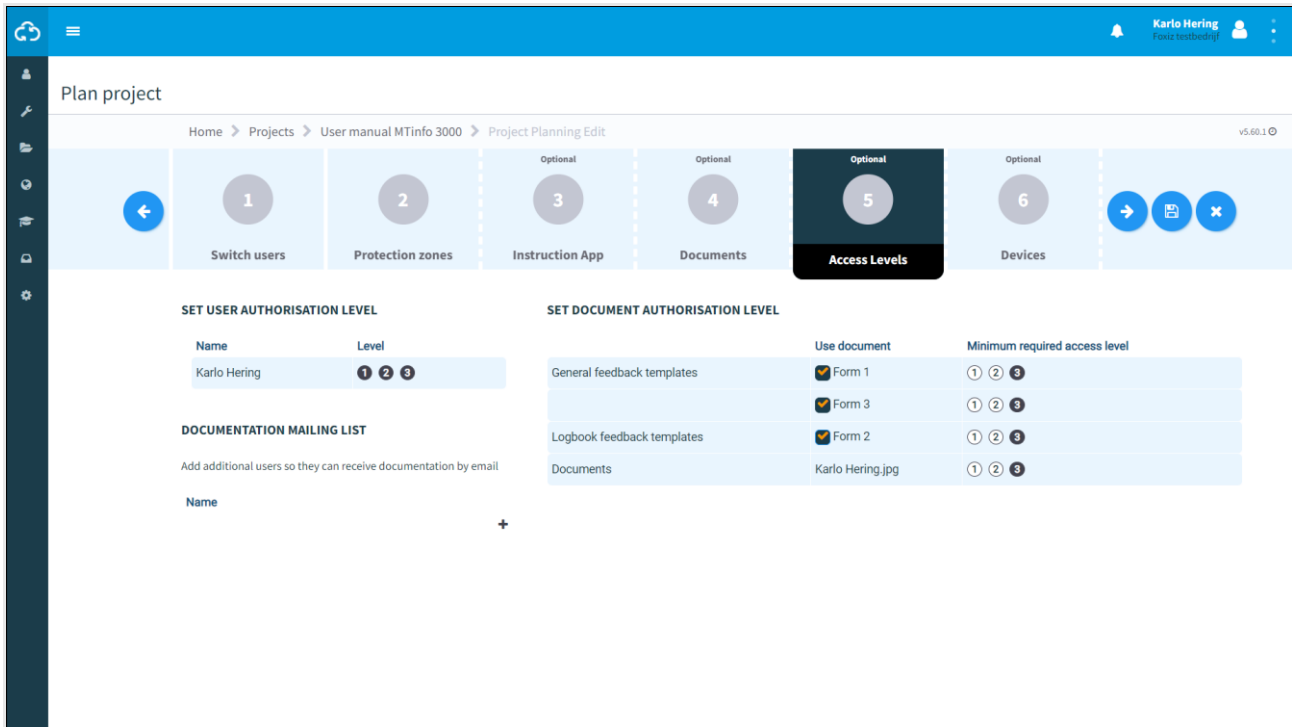 Karlo Hering
Foxiz testbedrijf
Plan project
Home Projects User manual MTinfo 3000 Project Planning Edit
v5.60.1
1
Switch users
2
Protection zones
Optional
3
Instruction App
Optional
4
Documents
Optional
5
Access Levels
Optional
6
Devices
SET USER AUTHORISATION LEVEL
Name Level
Karlo Hering 1 2 3
DOCUMENTATION MAILING LIST
Add additional users so they can receive documentation by email
Name
SET DOCUMENT AUTHORISATION LEVEL
Use document Minimum required access level
General feedback templates Form 1 1 2 3
Form 3 1 2 3
Logbook feedback templates Form 2 1 2 3
Documents Karlo Hering.jpg 1 2 3